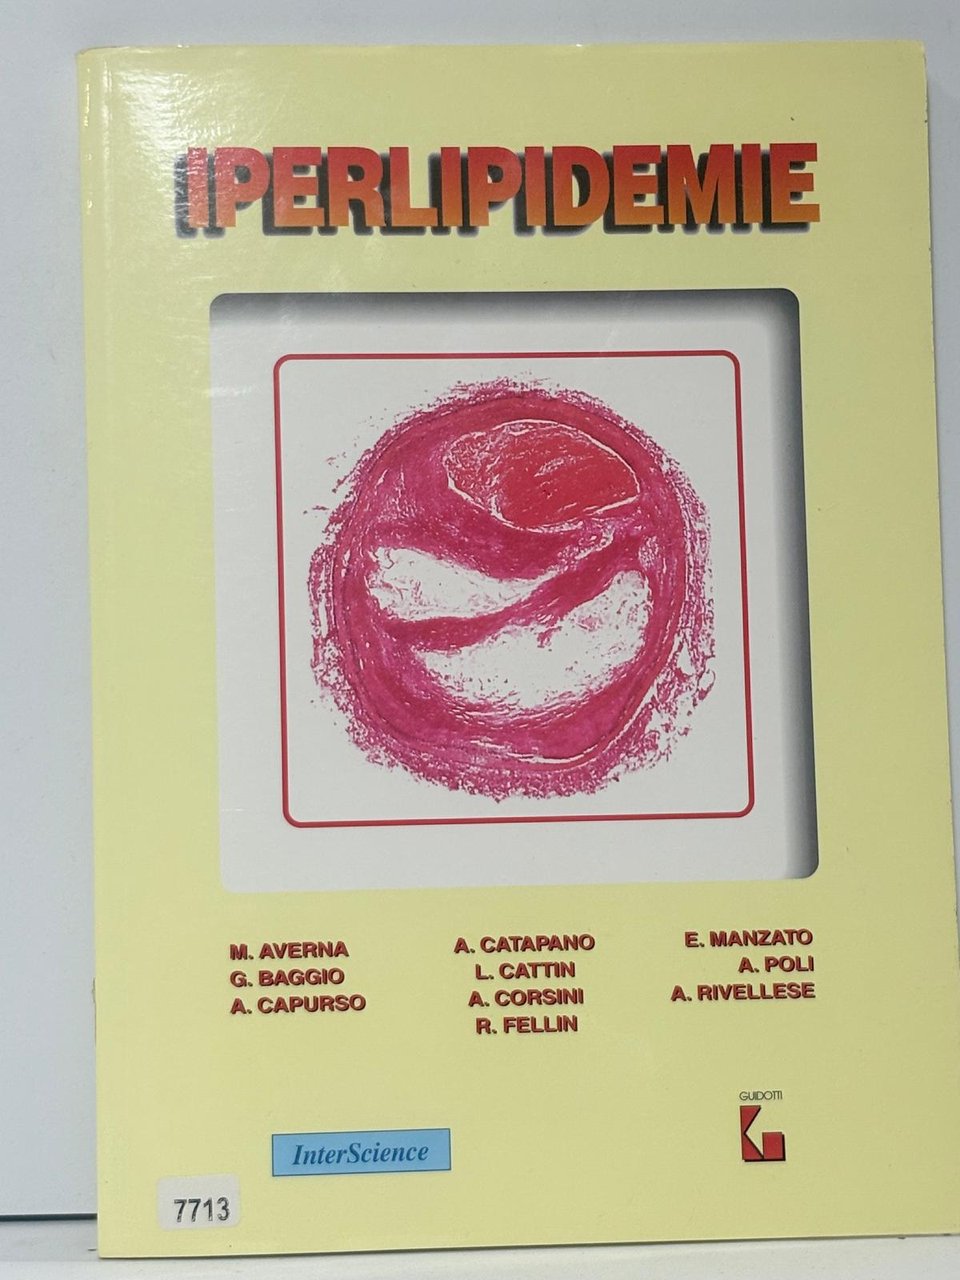 IPERLIPIDEMIE
M. AVERNA
G. BAGGIO
A. CAPURSO
A. CATAPANO
L. CATTIN
A. CORSINI
R. FELLIN
E. MANZATO
A. POLI
A. RIVELLESE
GUIDOTTI
InterScience
7713